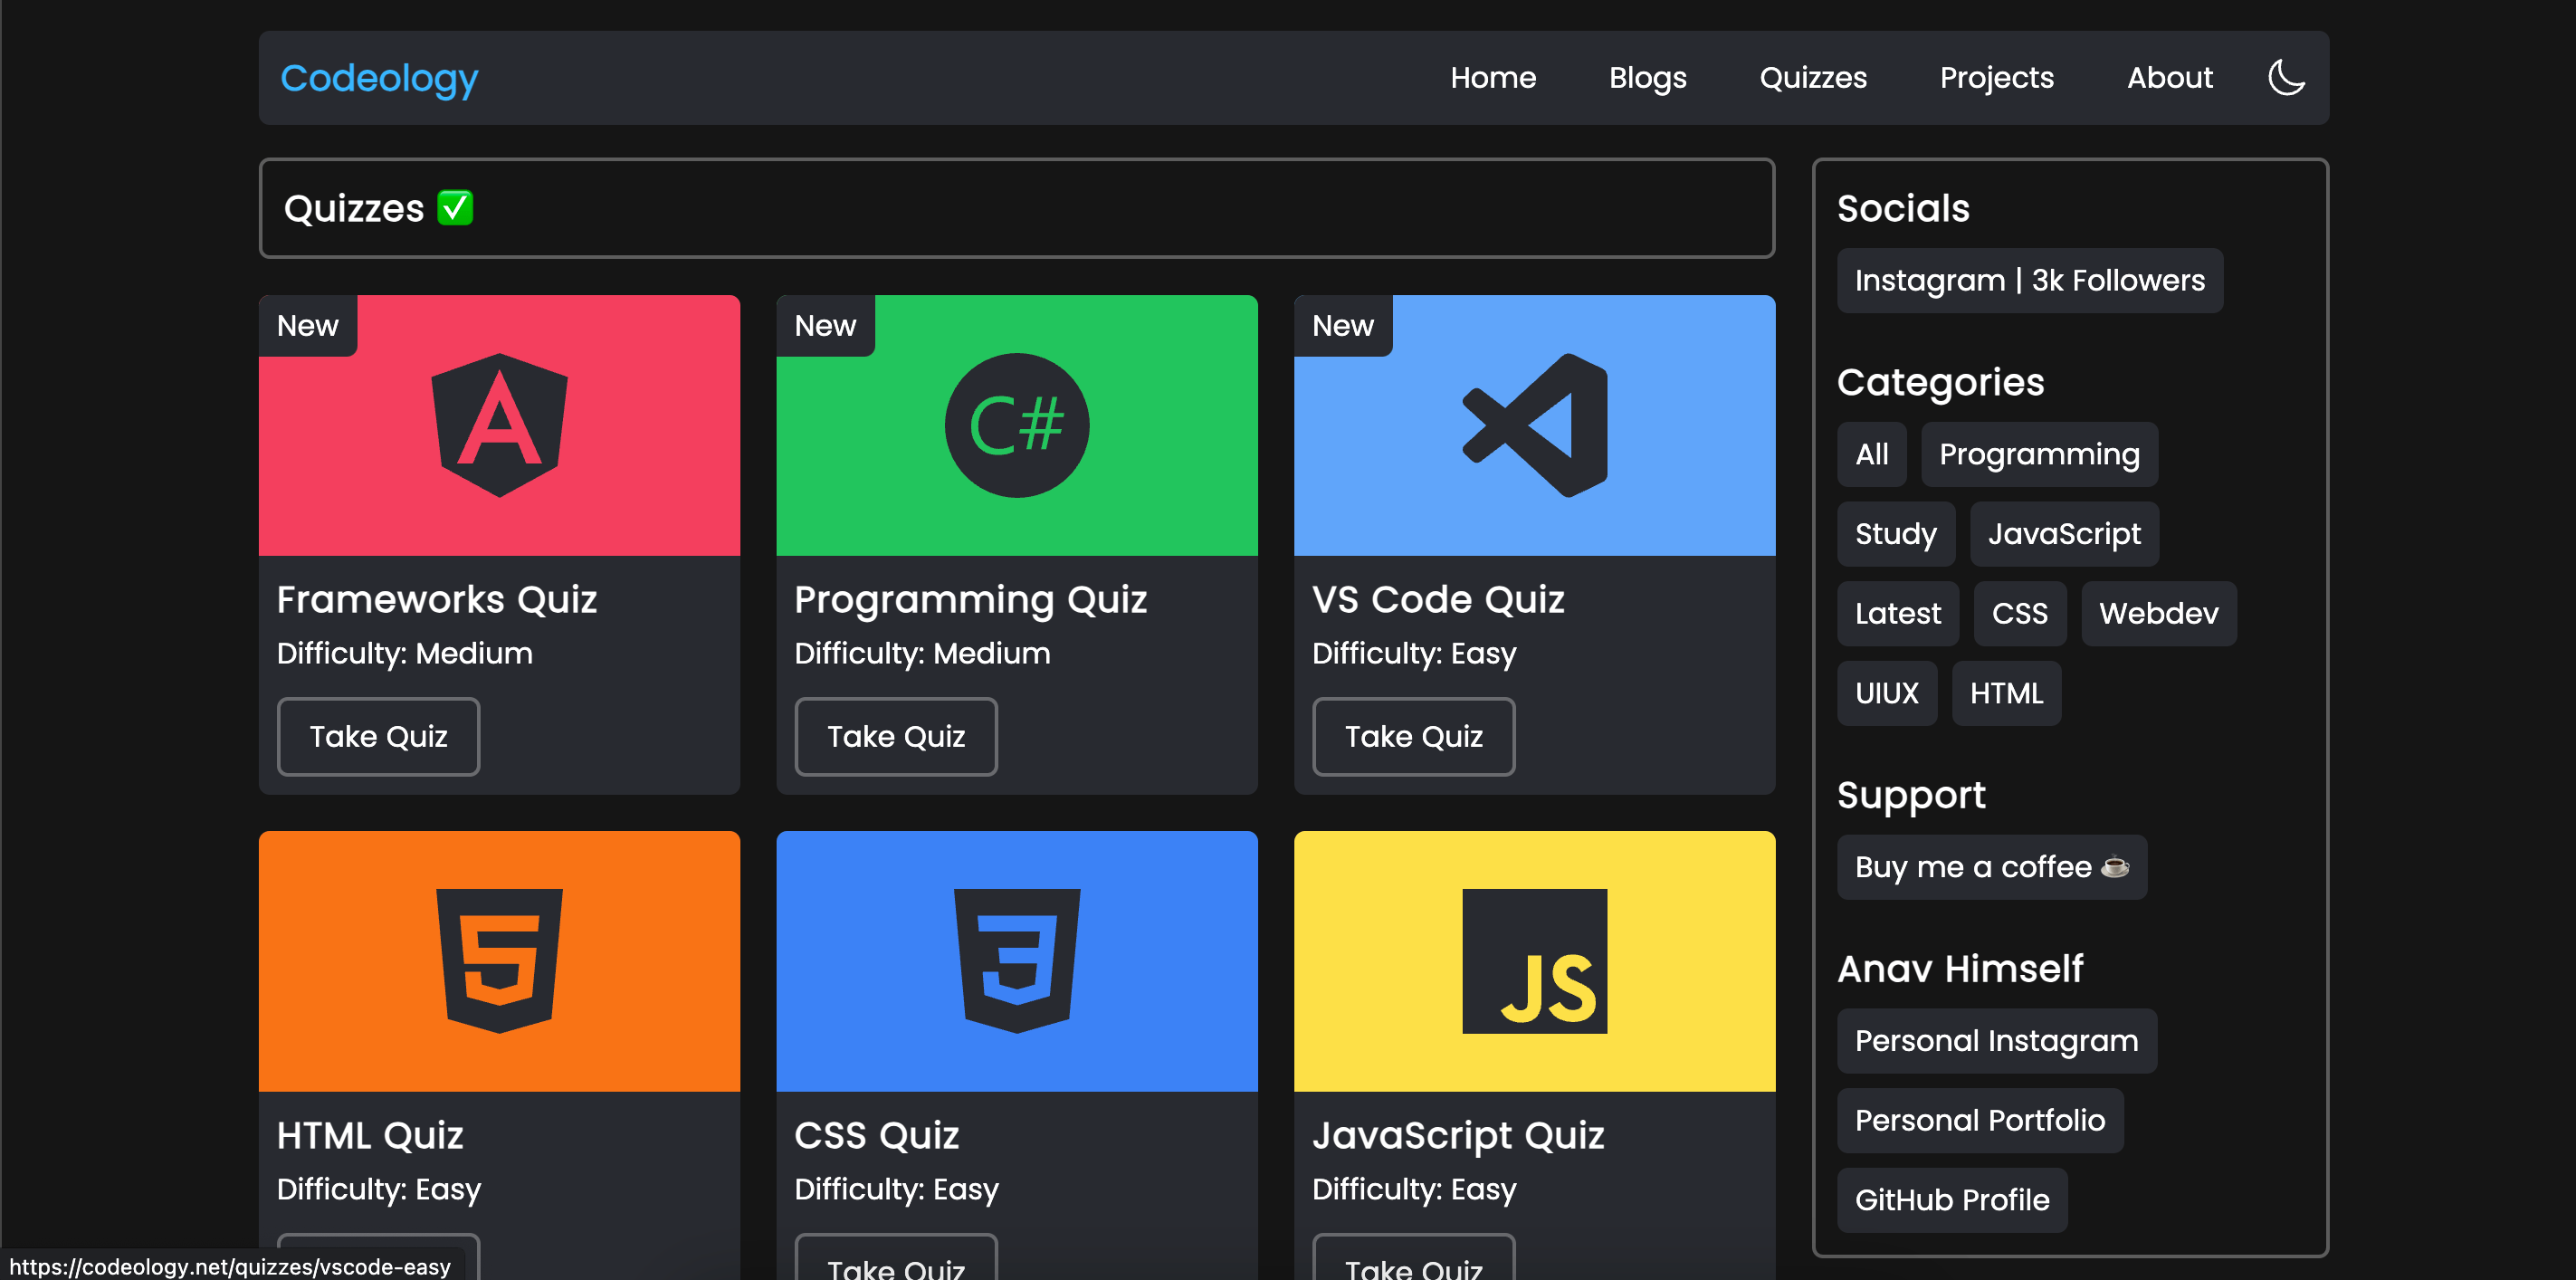 Codeology
Home Blogs Quizzes Projects About
Quizzes ✅
New
C#
New
New
Frameworks Quiz
Difficulty: Medium
Take Quiz
Programming Quiz
Difficulty: Medium
Take Quiz
VS Code Quiz
Difficulty: Easy
Take Quiz
HTML Quiz
Difficulty: Easy
CSS Quiz
Difficulty: Easy
Take Quiz
JS
JavaScript Quiz
Difficulty: Easy
Take Quiz
Socials
Instagram | 3k Followers
Categories
All Programming
Study JavaScript
Latest CSS Webdev
UIUX HTML
Support
Buy me a coffee ☕
Anav Himself
Personal Instagram
Personal Portfolio
GitHub Profile
https://codeology.net/quizzes/vscode-easy